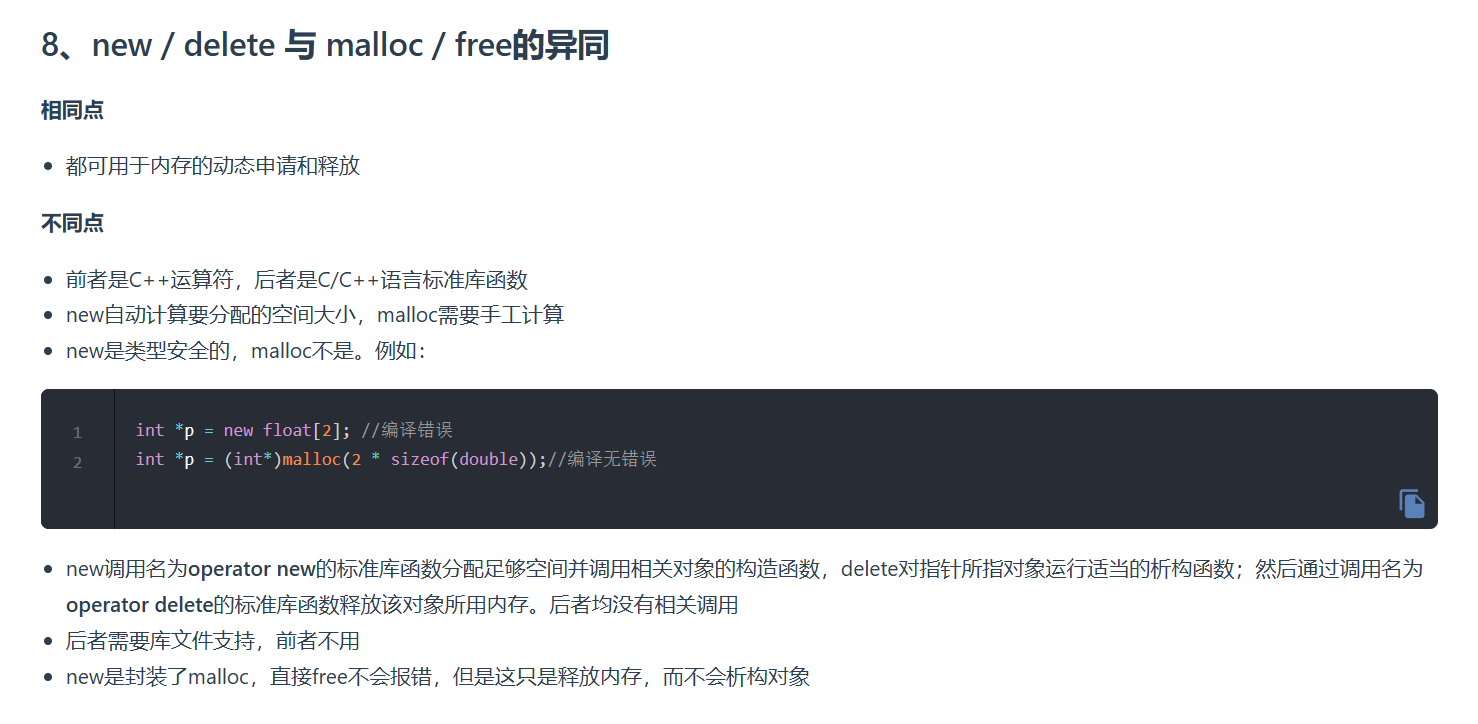 8、new / delete 与 malloc / free的异同
相同点
都可用于内存的动态申请和释放
不同点
前者是C++运算符，后者是C/C++语言标准库函数
new自动计算要分配的空间大小，malloc需要手工计算
new是类型安全的，malloc不是。例如：
1 int *p = new float[2]; //编译错误
2 int *p = (int*)malloc(2 * sizeof(double));//编译无错误
new调用名为operator new的标准库函数分配足够空间并调用相关对象的构造函数，delete对指针所指对象运行适当的析构函数；然后通过调用名为
operator delete的标准库函数释放该对象所用内存。后者均没有相关调用
后者需要库文件支持，前者不用
new是封装了malloc，直接free不会报错，但是这只是释放内存，而不会析构对象